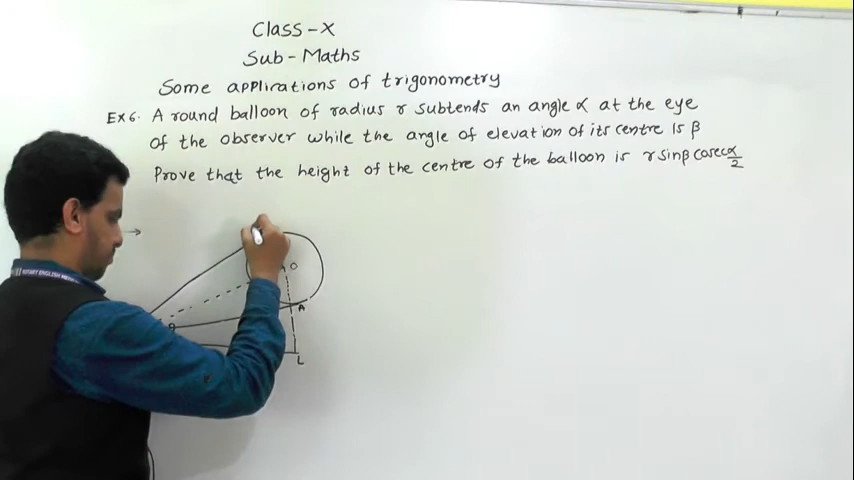 Class-X
Sub-Maths
Some applications of trigonometry
Ex 6. A round balloon of radius r subtends an angle α at the eye
of the observer while the angle of elevation of its centre is β
Prove that the height of the centre of the balloon is r sinβ cosec α/2
O
A
L